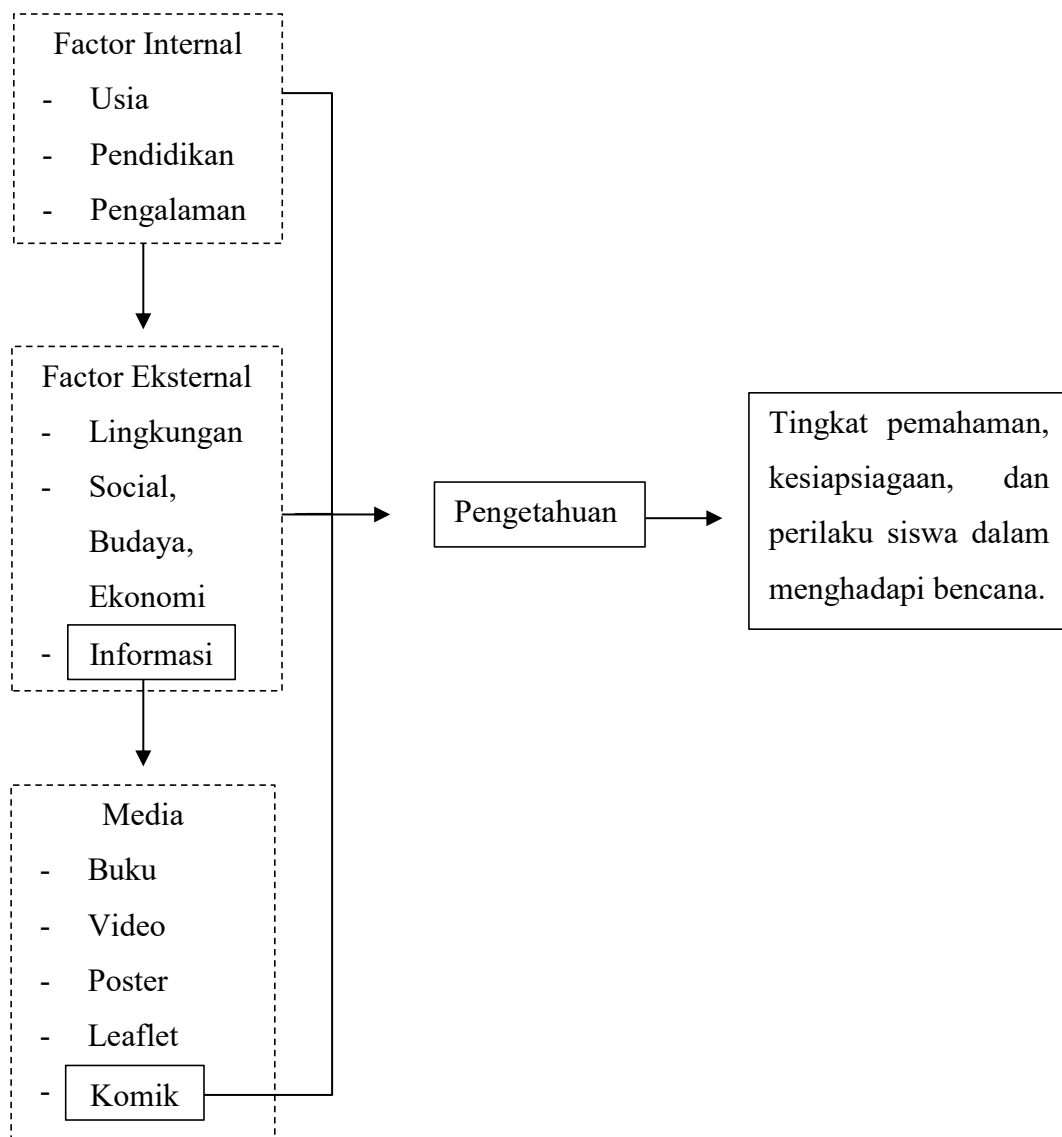 Factor Internal
- Usia
- Pendidikan
- Pengalaman
Factor Eksternal
- Lingkungan
- Social,
Budaya,
Ekonomi
- Informasi
Media
- Buku
- Video
- Poster
- Leaflet
- Komik
Pengetahuan
Tingkat pemahaman,
kesiapsiagaan, dan
perilaku siswa dalam
menghadapi bencana.